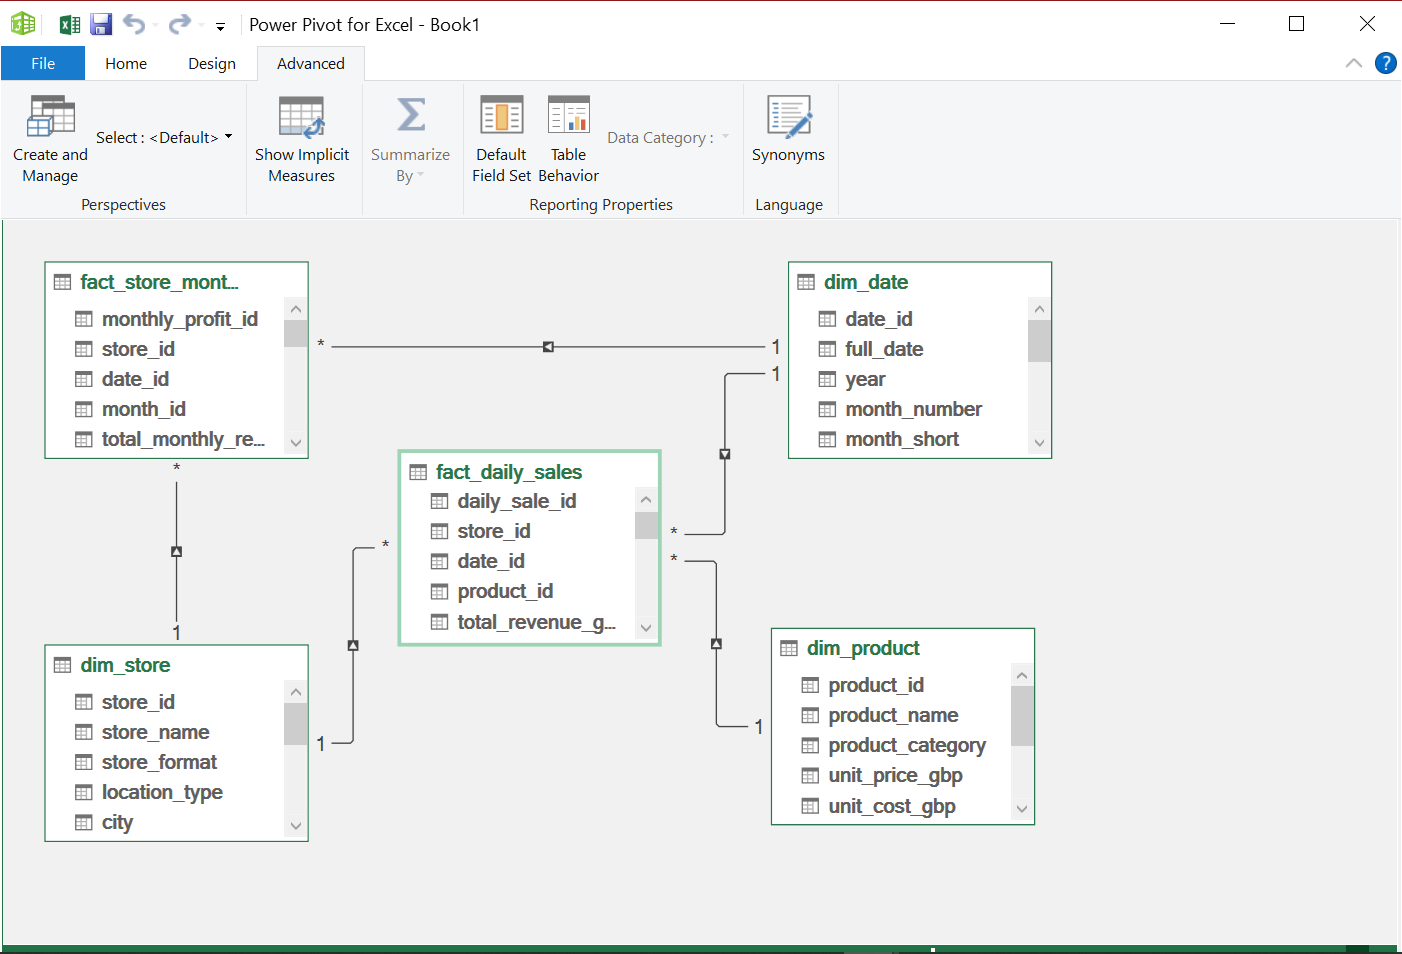 Power Pivot for Excel - Book1
File Home Design Advanced
?
Create and Manage
Select : <Default>
Perspectives
Show Implicit Measures
Summarize By
Default Field Set
Table Behavior
Data Category :
Reporting Properties
Synonyms
Language
fact_store_mont...
monthly_profit_id
store_id
date_id
month_id
total_monthly_re...
*
1
dim_date
date_id
full_date
year
month_number
month_short
1
*
fact_daily_sales
daily_sale_id
store_id
date_id
product_id
total_revenue_g...
*
*
*
1
dim_store
store_id
store_name
store_format
location_type
city
1
dim_product
product_id
product_name
product_category
unit_price_gbp
unit_cost_gbp
1